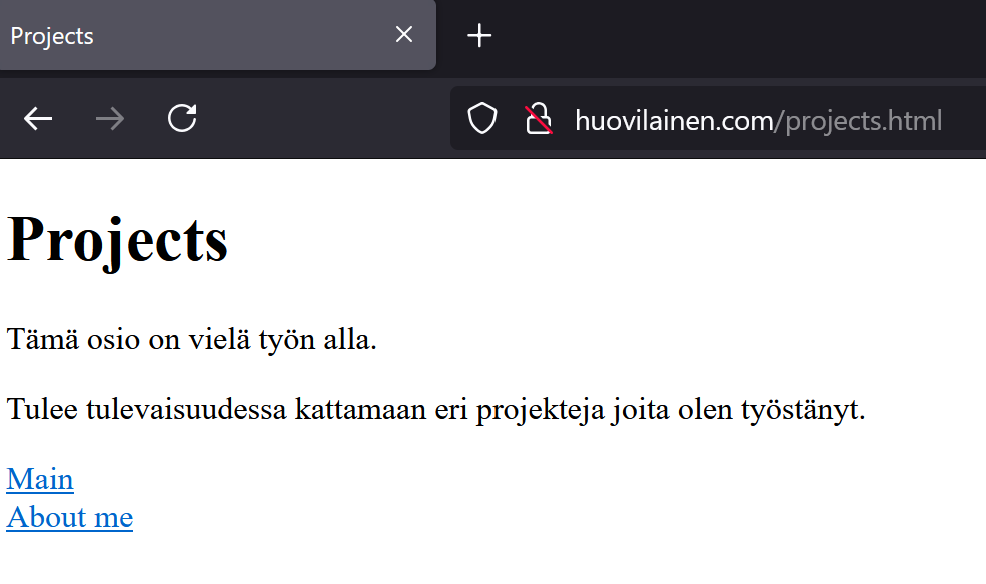 Projects
huovilainen.com/projects.html
Projects
Tämä osio on vielä työn alla.
Tulee tulevaisuudessa kattamaan eri projekteja joita olen työstänyt.
Main
About me